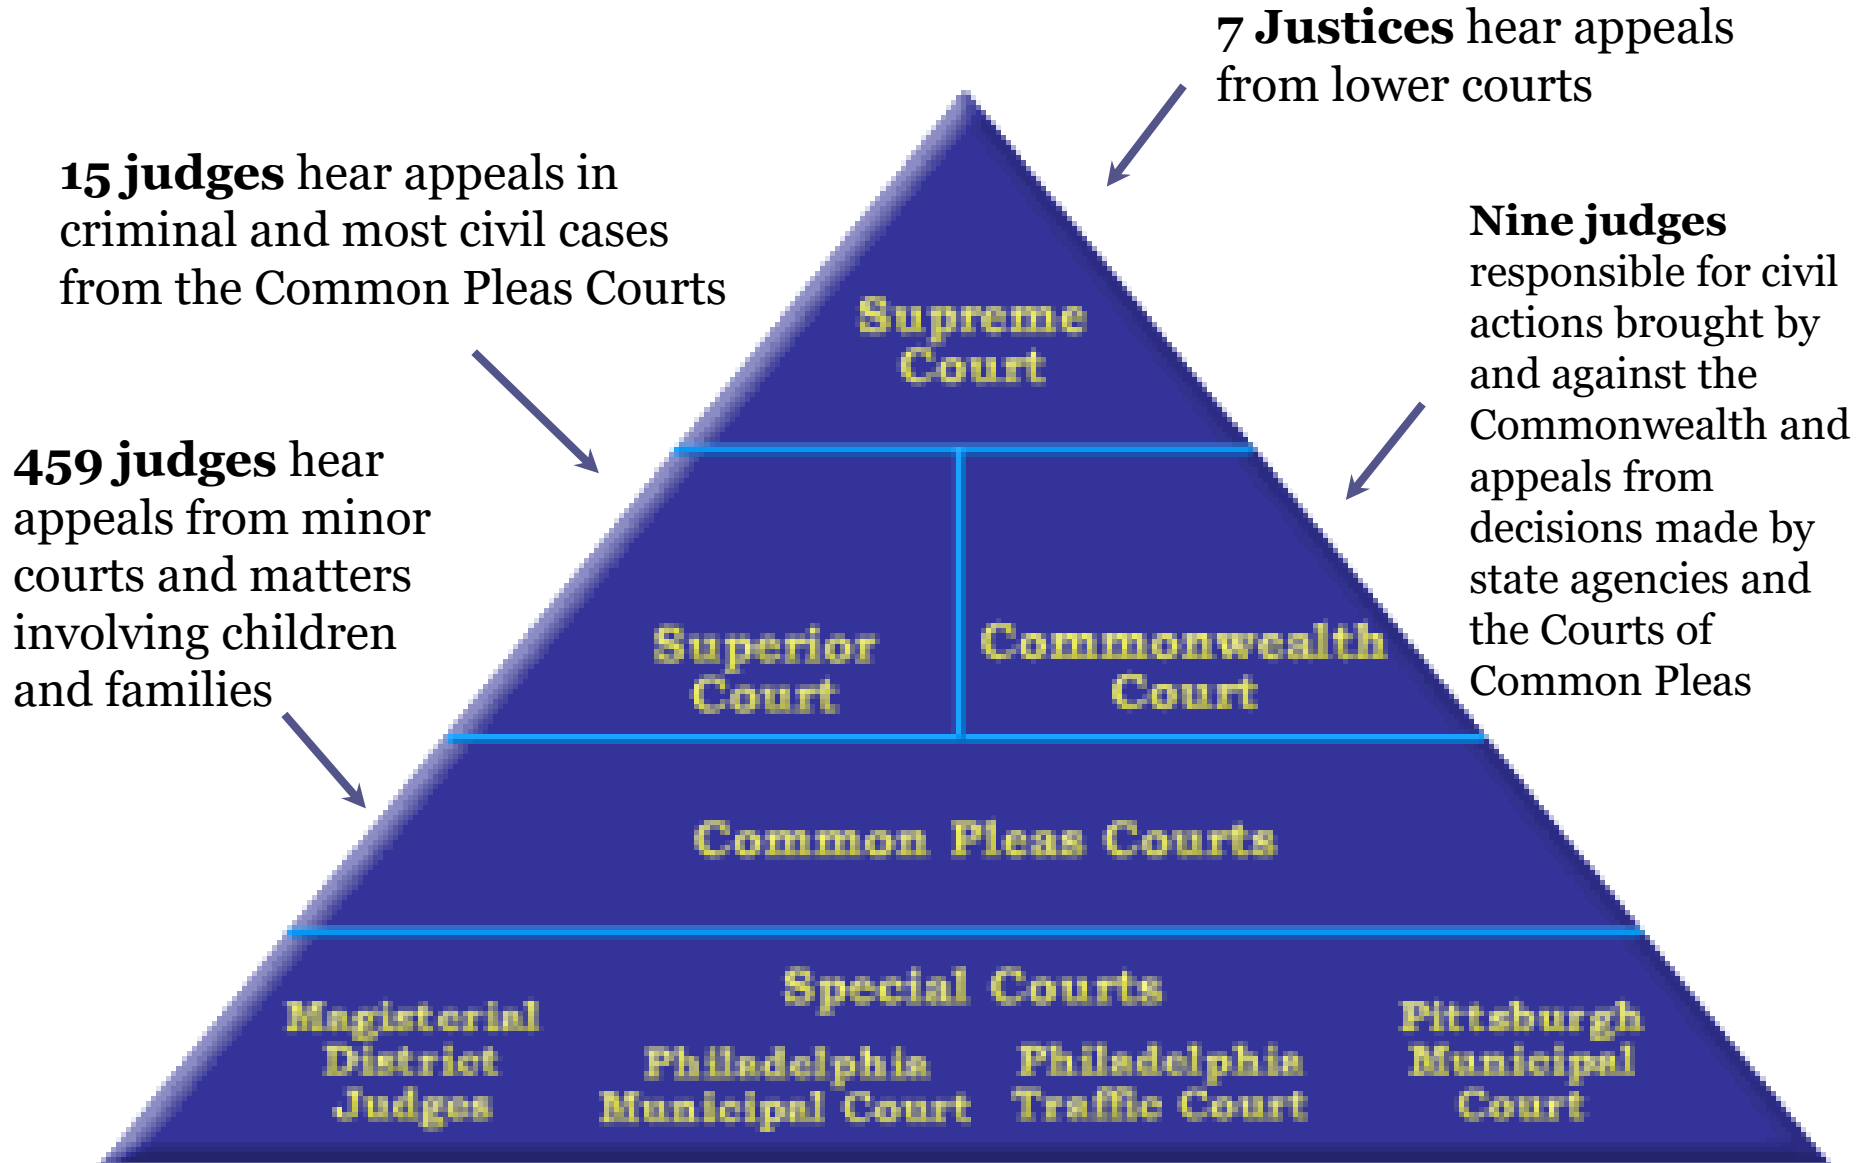 7 Justices hear appeals
from lower courts
15 judges hear appeals in
criminal and most civil cases
from the Common Pleas Courts
Nine judges
responsible for civil
actions brought by
and against the
Commonwealth and
appeals from
decisions made by
state agencies and
the Courts of
Common Pleas
459 judges hear
appeals from minor
courts and matters
involving children
and families
Supreme
Court
Superior
Court
Commonwealth
Court
Common Pleas Courts
Special Courts
Magisterial
District
Judges
Philadelphia
Municipal Court
Philadelphia
Traffic Court
Pittsburgh
Municipal
Court